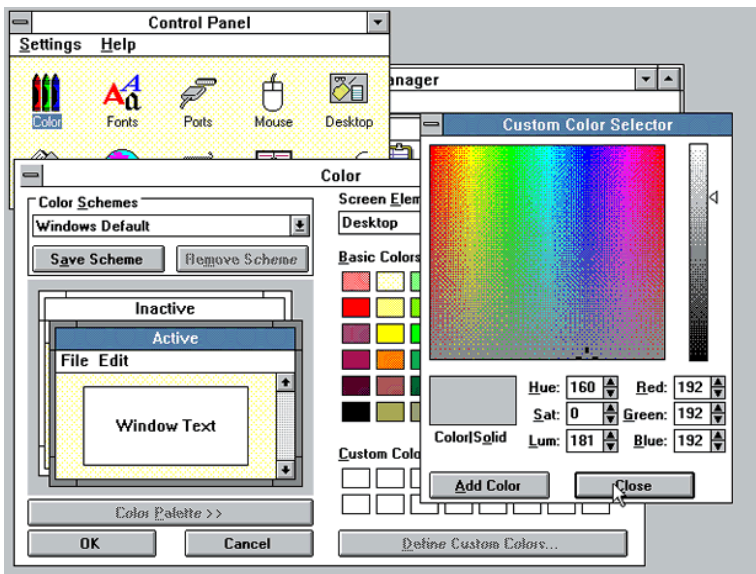 Control Panel
Settings Help
Color Fonts Ports Mouse Desktop
anager
Custom Color Selector
Color
Color Schemes
Windows Default
Save Scheme Remove Scheme
Screen Elem
Desktop
Basic Colors
Inactive
Active
File Edit
Window Text
Custom Colo
Color Palette >>
OK Cancel
Define Custom Colors...
Color|Solid
Hue: 160 Red: 192
Sat: 0 Green: 192
Lum: 181 Blue: 192
Add Color Close